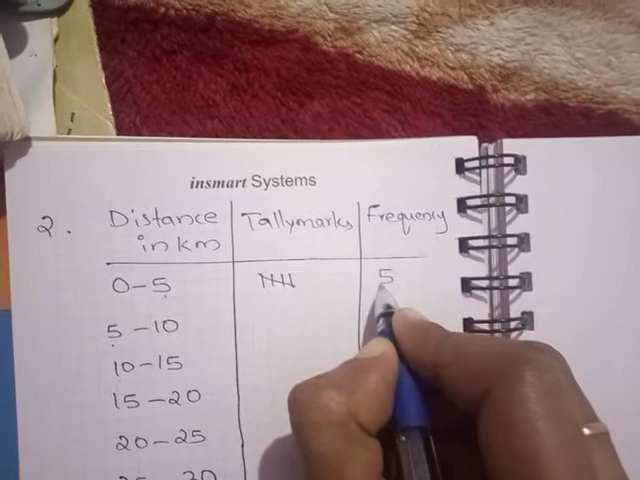 insmart Systems
2. Distance in km Tallymarks Frequency
0-5 5
5-10
10-15
15-20
20-25